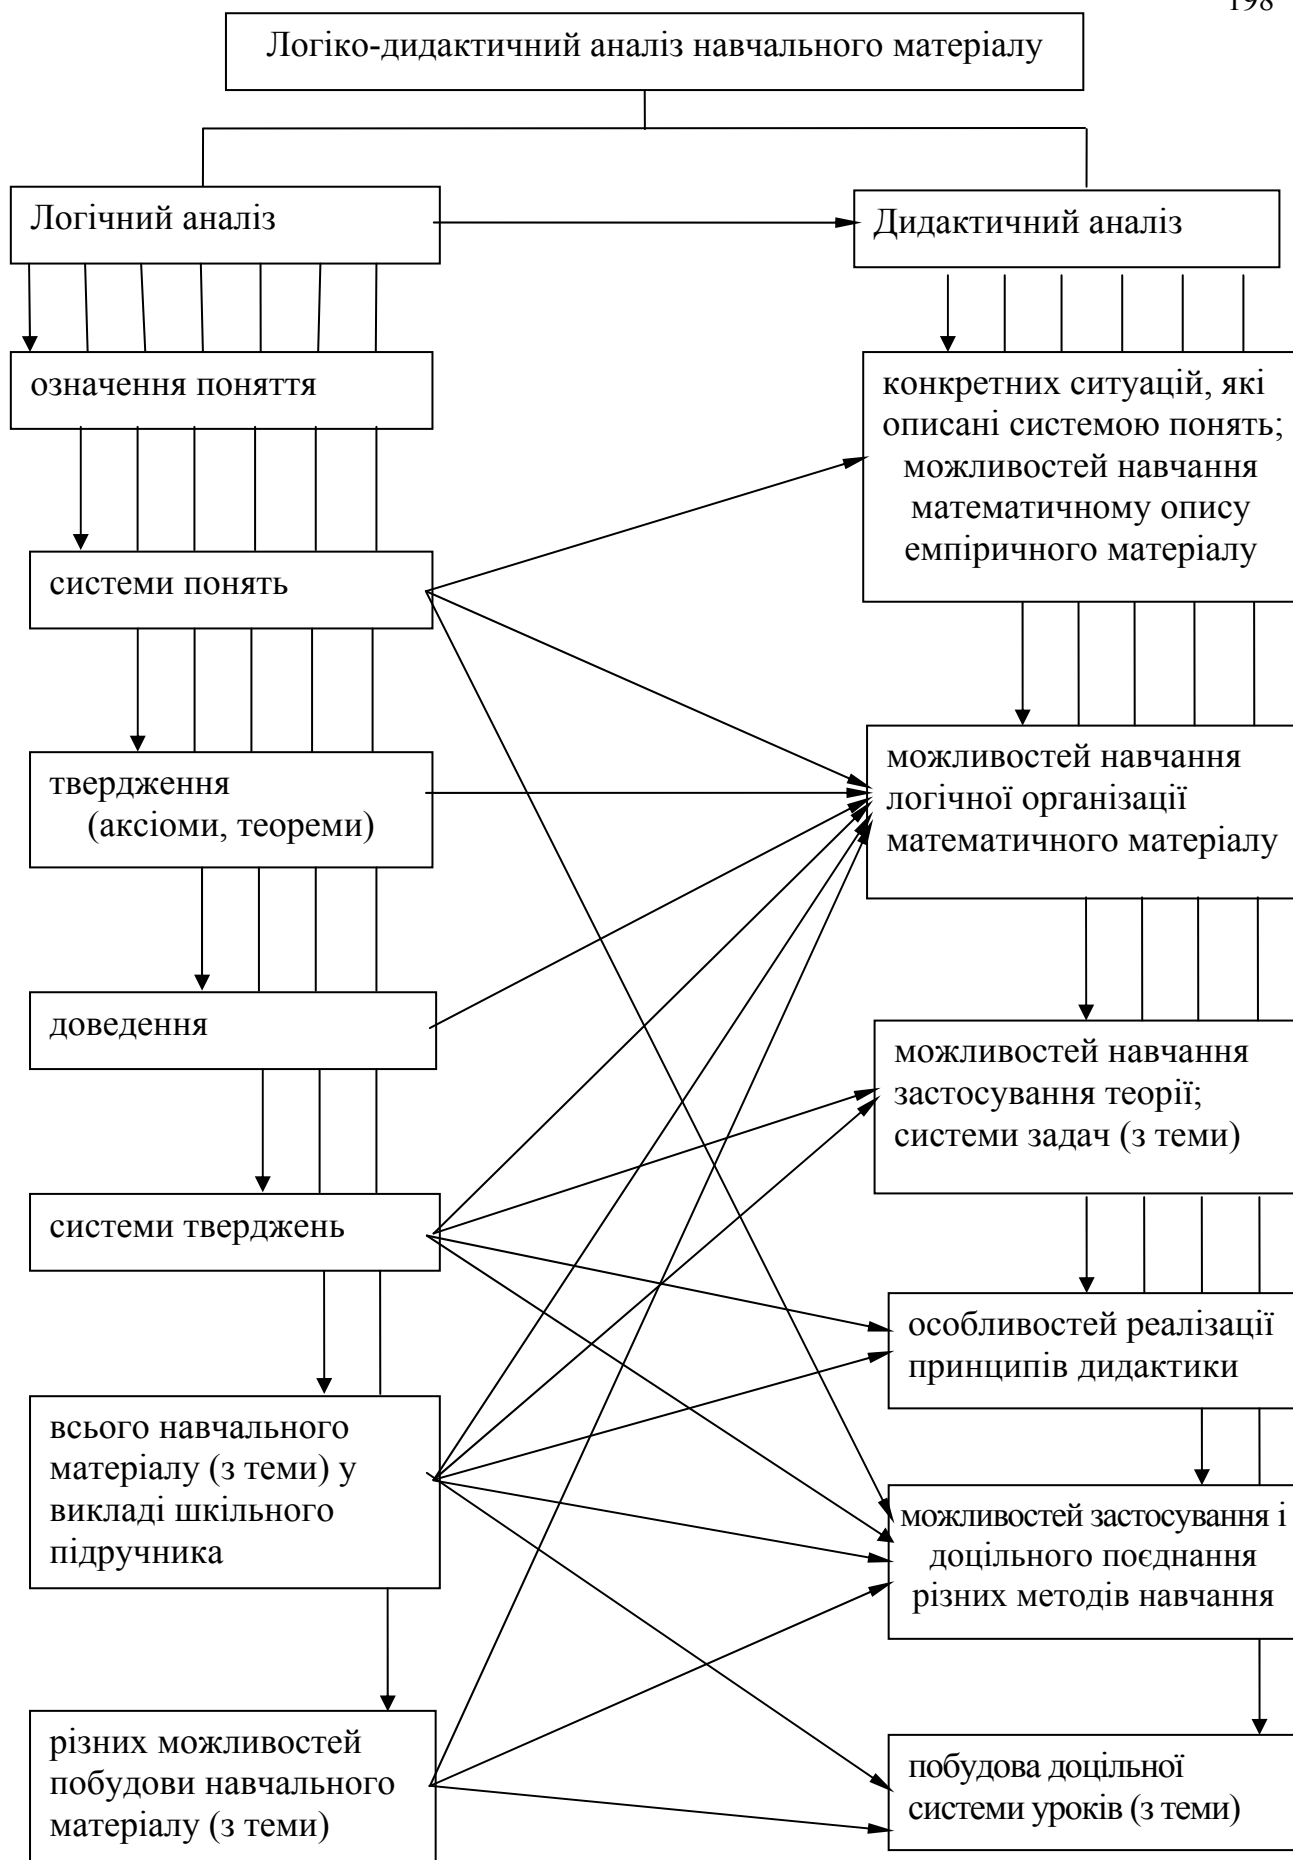 198
Логіко-дидактичний аналіз навчального матеріалу
Логічний аналіз
Дидактичний аналіз
означення поняття
конкретних ситуацій, які
описані системою понять;
можливостей навчання
математичному опису
емпіричного матеріалу
системи понять
твердження
(аксіоми, теореми)
можливостей навчання
логічної організації
математичного матеріалу
доведення
можливостей навчання
застосування теорії;
системи задач (з теми)
системи тверджень
особливостей реалізації
принципів дидактики
всього навчального
матеріалу (з теми) у
викладі шкільного
підручника
можливостей застосування і
доцільного поєднання
різних методів навчання
різних можливостей
побудови навчального
матеріалу (з теми)
побудова доцільної
системи уроків (з теми)